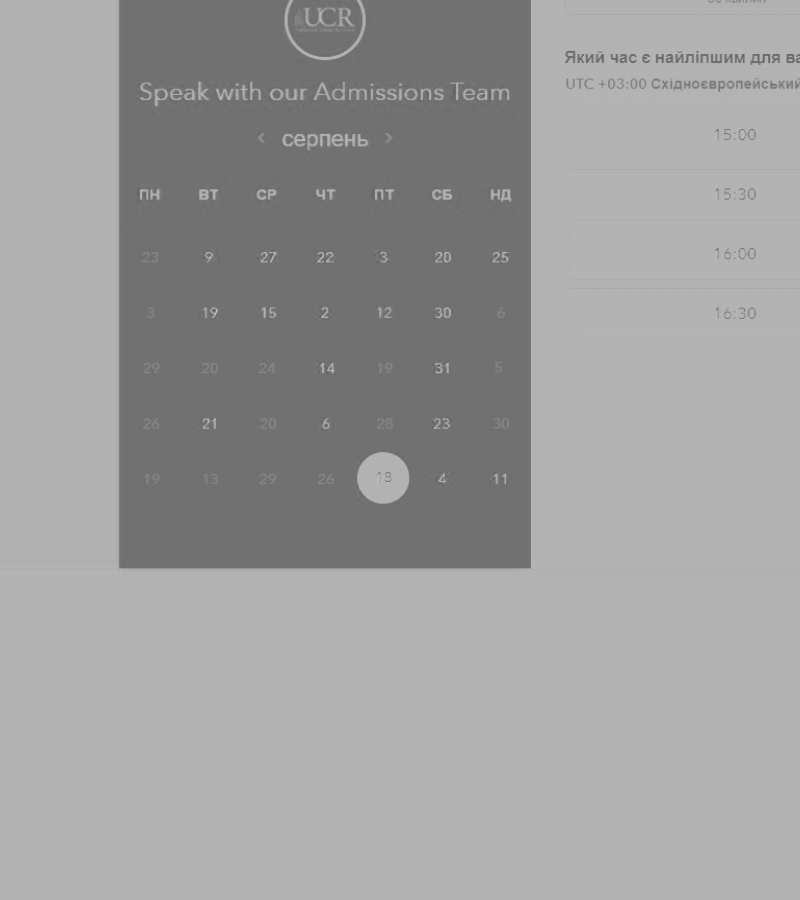 UCR
Speak with our Admissions Team
< серпень >
ПН ВТ СР ЧТ ПТ СБ НД
23 9 27 22 3 20 25
3 19 15 2 12 30 6
29 20 24 14 19 31 5
26 21 20 6 28 23 30
19 13 29 26 18 4 11
Який час є найліпшим для
UTC +03:00 Східноєвропейський
15:00
15:30
16:00
16:30